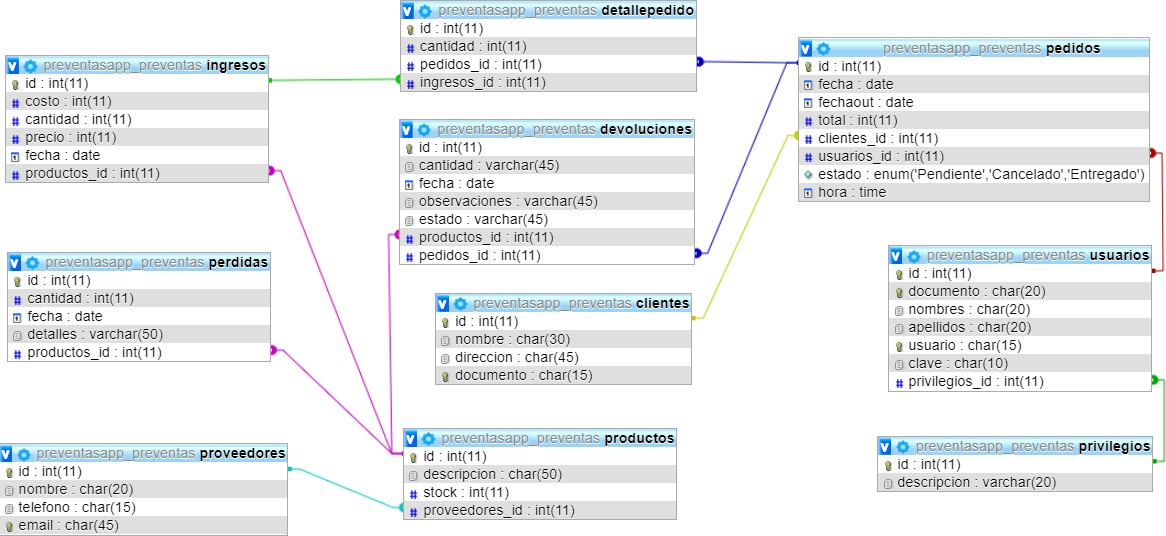 preventasapp_preventas detallepedido
id : int(11)
cantidad : int(11)
pedidos_id : int(11)
ingresos_id : int(11)
preventasapp_preventas pedidos
id : int(11)
fecha : date
fechaout : date
total : int(11)
clientes_id : int(11)
usuarios_id : int(11)
estado : enum('Pendiente','Cancelado','Entregado')
hora : time
preventasapp_preventas ingresos
id : int(11)
costo : int(11)
cantidad : int(11)
precio : int(11)
fecha : date
productos_id : int(11)
preventasapp_preventas devoluciones
id : int(11)
cantidad : varchar(45)
fecha : date
observaciones : varchar(45)
estado : varchar(45)
productos_id : int(11)
pedidos_id : int(11)
preventasapp_preventas usuarios
id : int(11)
documento : char(20)
nombres : char(20)
apellidos : char(20)
usuario : char(15)
clave : char(10)
privilegios_id : int(11)
preventasapp_preventas perdidas
id : int(11)
cantidad : int(11)
fecha : date
detalles : varchar(50)
productos_id : int(11)
preventasapp_preventas clientes
id : int(11)
nombre : char(30)
direccion : char(45)
documento : char(15)
preventasapp_preventas productos
id : int(11)
descripcion : char(50)
stock : int(11)
proveedores_id : int(11)
preventasapp_preventas privilegios
id : int(11)
descripcion : varchar(20)
preventasapp_preventas proveedores
id : int(11)
nombre : char(20)
telefono : char(15)
email : char(45)